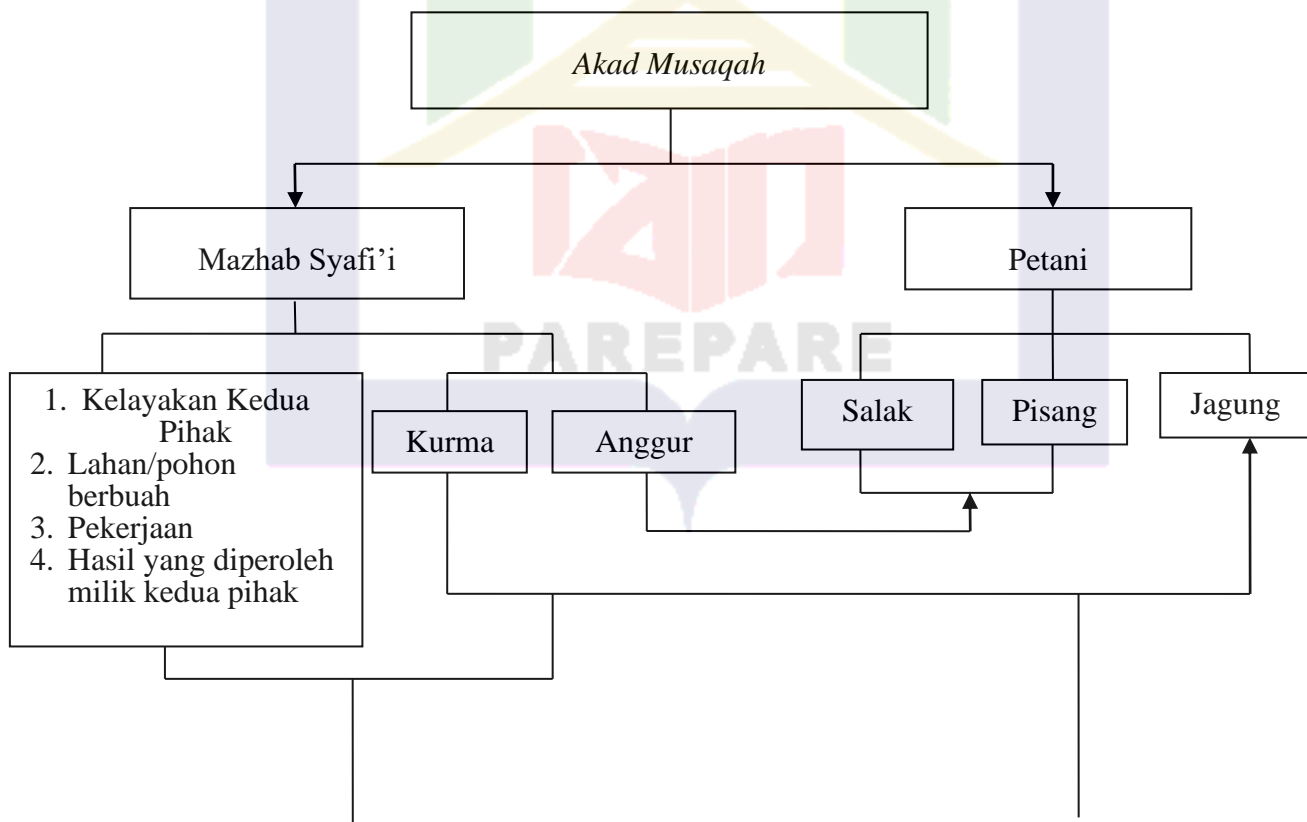 Akad Musaqah
Mazhab Syafi’i
Petani
PAREPARE
1. Kelayakan Kedua
Pihak
2. Lahan/pohon
berbuah
3. Pekerjaan
4. Hasil yang diperoleh
milik kedua pihak
Kurma
Anggur
Salak
Pisang
Jagung